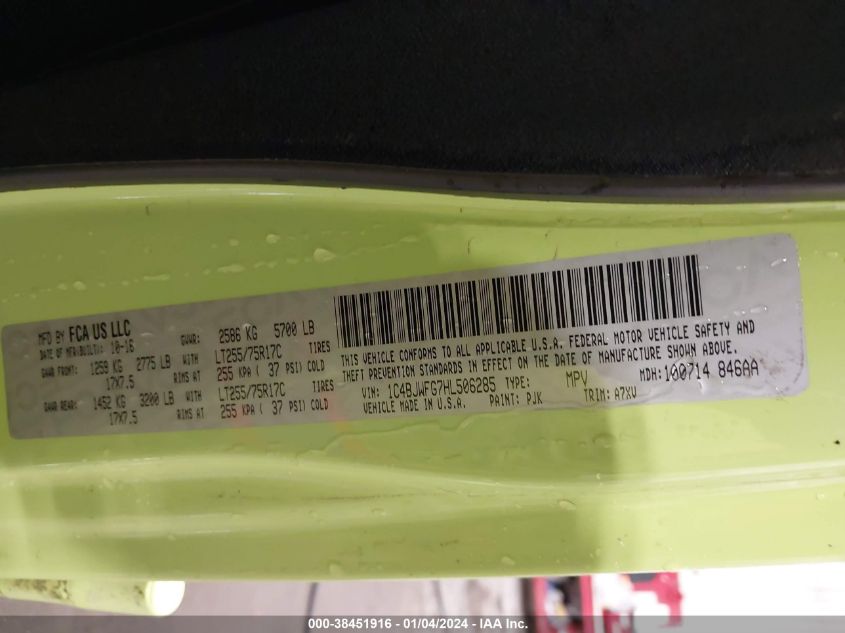 MFD BY FCA US LLC
DATE OF MFR(BUILT): 10-16 GVWR: 2586 KG 5700 LB
GAWR FRONT: 1259 KG 2775 LB WITH LT255/75R17C TIRES
17X7.5 RIMS AT 255 KPA ( 37 PSI) COLD
GAWR REAR: 1452 KG 3200 LB WITH LT255/75R17C TIRES
17X7.5 RIMS AT 255 KPA ( 37 PSI) COLD
THIS VEHICLE CONFORMS TO ALL APPLICABLE U.S.A. FEDERAL MOTOR VEHICLE SAFETY AND
THEFT PREVENTION STANDARDS IN EFFECT ON THE DATE OF MANUFACTURE SHOWN ABOVE.
VIN: 1C4BJWFG7HL506285 TYPE: MPV MDH: 100714 846AA
VEHICLE MADE IN U.S.A. PAINT: PJK TRIM: A7XV
000-38451916 - 01/04/2024 - IAA Inc.